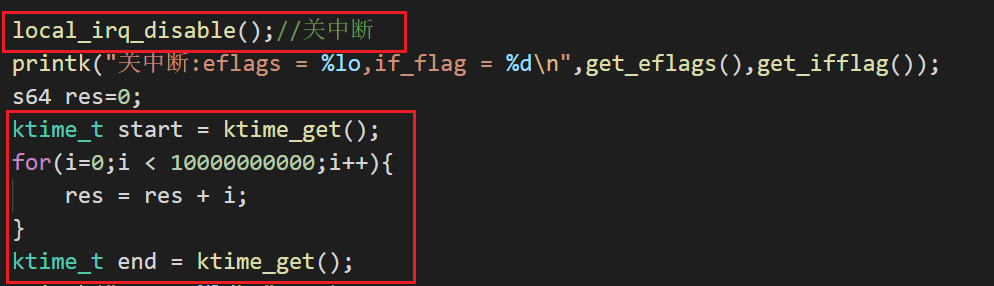 local_irq_disable();//关中断
printk("关中断:eflags = %lo,if_flag = %d\n",get_eflags(),get_ifflag());
s64 res=0;
ktime_t start = ktime_get();
for(i=0;i < 10000000000;i++){
res = res + i;
}
ktime_t end = ktime_get();